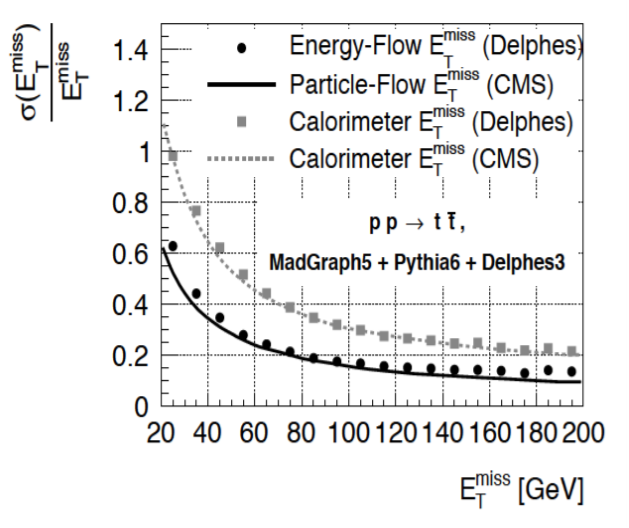 σ(E_T^miss)
E_T^miss
1.4
1.2
1
0.8
0.6
0.4
0.2
0
Energy-Flow E_T^miss (Delphes)
Particle-Flow E_T^miss (CMS)
Calorimeter E_T^miss (Delphes)
Calorimeter E_T^miss (CMS)
p p → t t̄,
MadGraph5 + Pythia6 + Delphes3
20 40 60 80 100 120 140 160 180 200
E_T^miss [GeV]